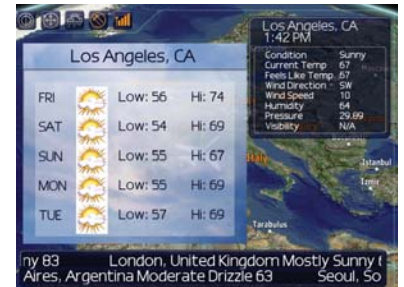 Los Angeles, CA
FRI Low: 56 Hi: 74
SAT Low: 54 Hi: 69
SUN Low: 55 Hi: 67
MON Low: 55 Hi: 69
TUE Low: 57 Hi: 69
Los Angeles, CA
1:42 PM
Condition Sunny
Current Temp 67
Feels Like Temp 67
Wind Direction SW
Wind Speed 10
Humidity 64
Pressure 29.89
Visibility N/A
Italy
Istanbul
Izmir
Tarabulus
ny 83 London, United Kingdom Mostly Sunny
Aires, Argentina Moderate Drizzle 63 Seoul, So